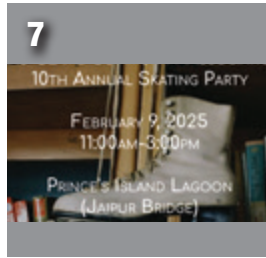 7
10TH ANNUAL SKATING PARTY
FEBRUARY 9, 2025
11:00AM-3:00PM
PRINCE'S ISLAND LAGOON
(JAIPUR BRIDGE)